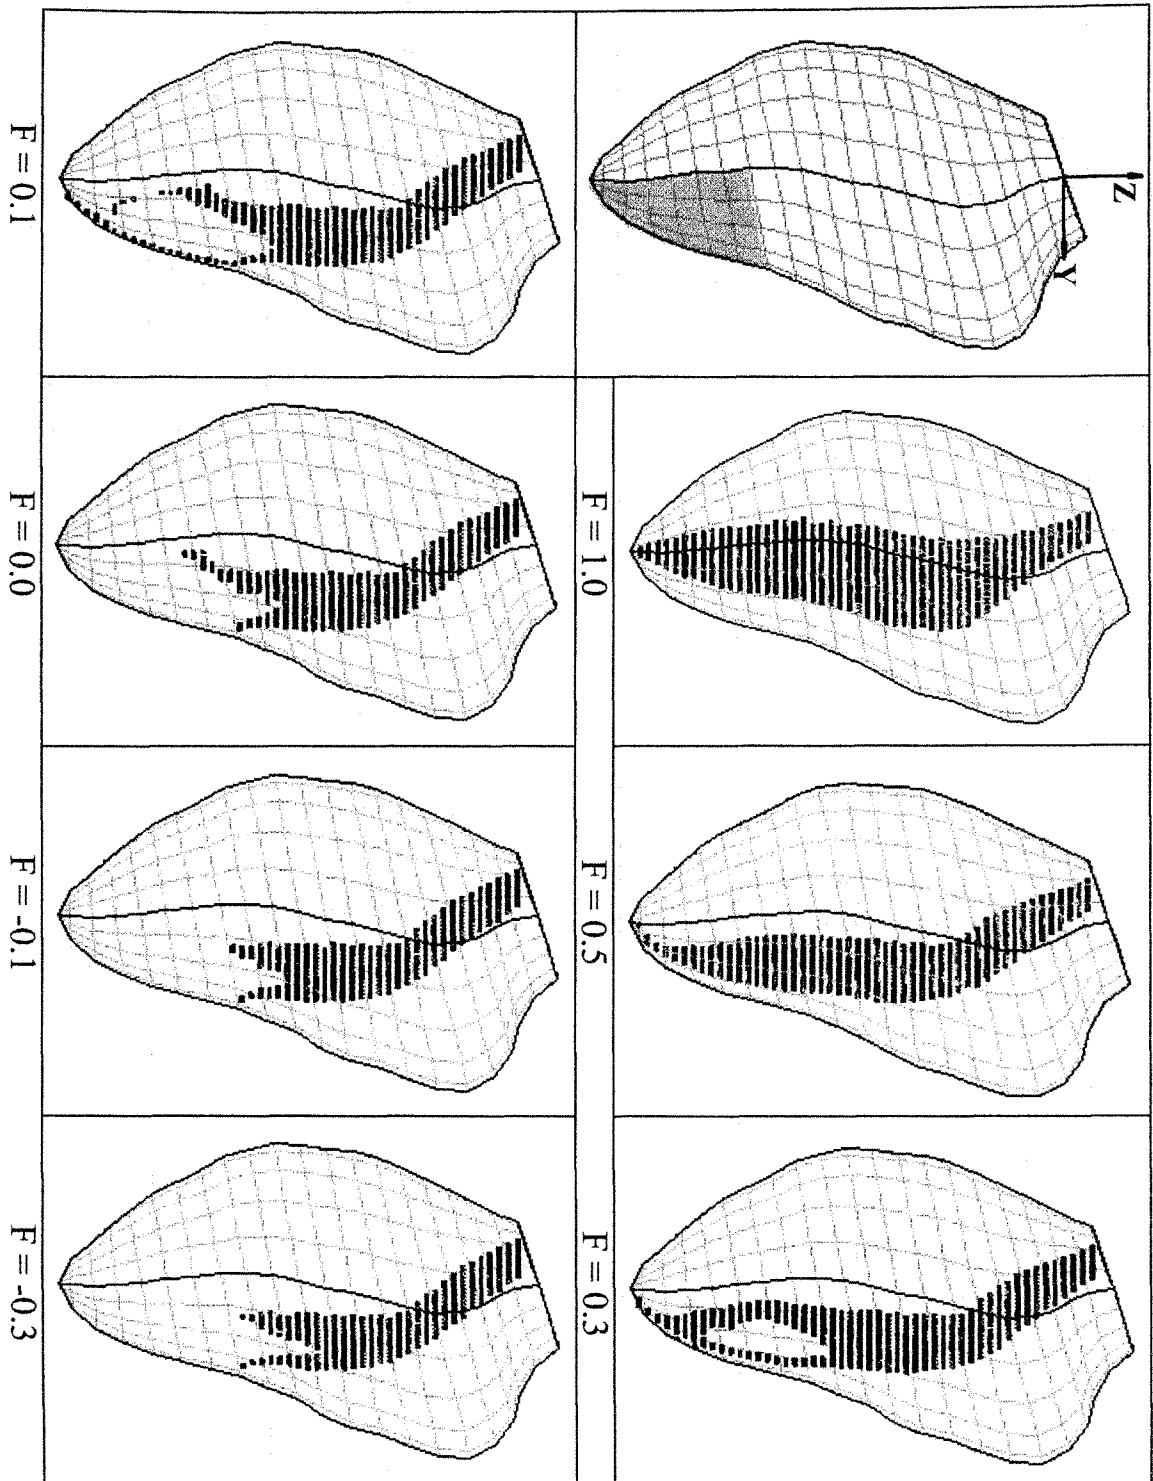 Z
Y
F = 1.0
F = 0.5
F = 0.3
F = 0.1
F = 0.0
F = -0.1
F = -0.3